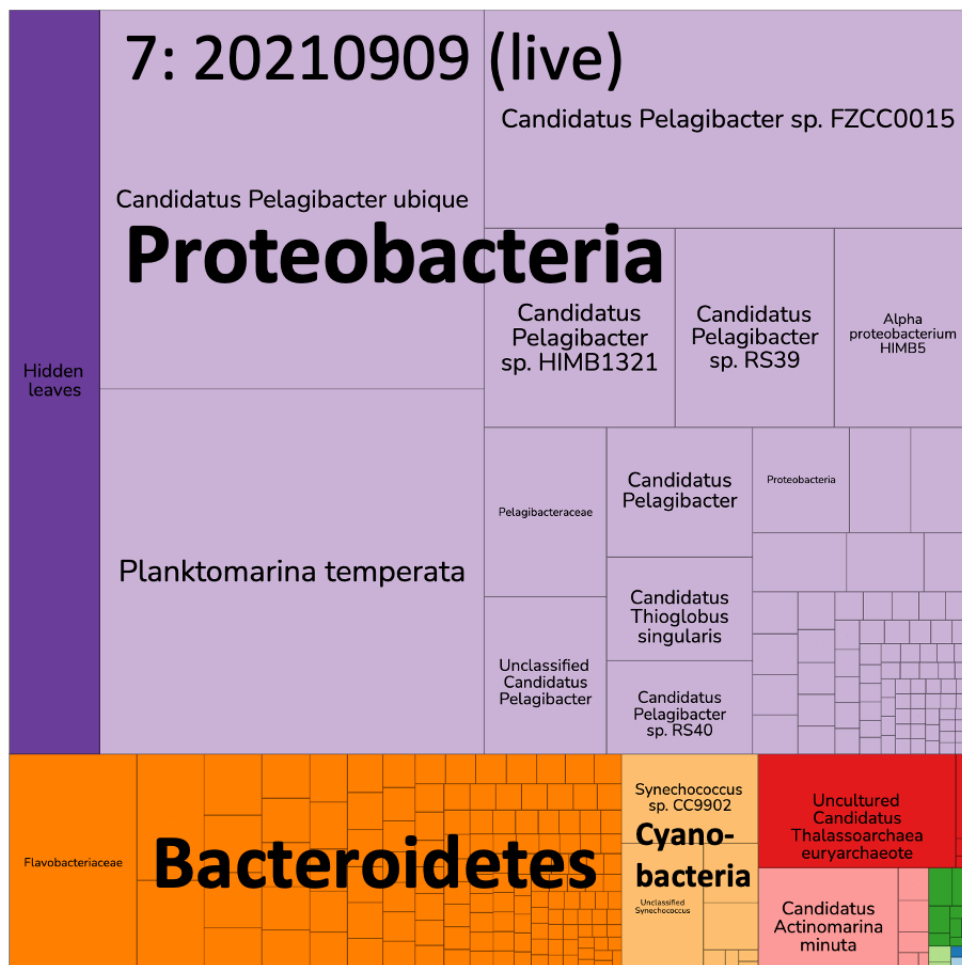 7: 20210909 (live)
Candidatus Pelagibacter sp. FZCC0015
Candidatus Pelagibacter ubique
Proteobacteria
Candidatus
Pelagibacter
sp. HIMB1321
Candidatus
Pelagibacter
sp. RS39
Alpha
proteobacterium
HIMB5
Hidden
leaves
Pelagibacteraceae
Candidatus
Pelagibacter
Proteobacteria
Planktomarina temperata
Candidatus
Thioglobus
singularis
Unclassified
Candidatus
Pelagibacter
Candidatus
Pelagibacter
sp. RS40
Flavobacteriaceae
Bacteroidetes
Synechococcus
sp. CC9902
Cyano-
bacteria
Unclassified
Synechococcus
Uncultured
Candidatus
Thalassoarchaea
euryarchaeote
Candidatus
Actinomarina
minuta